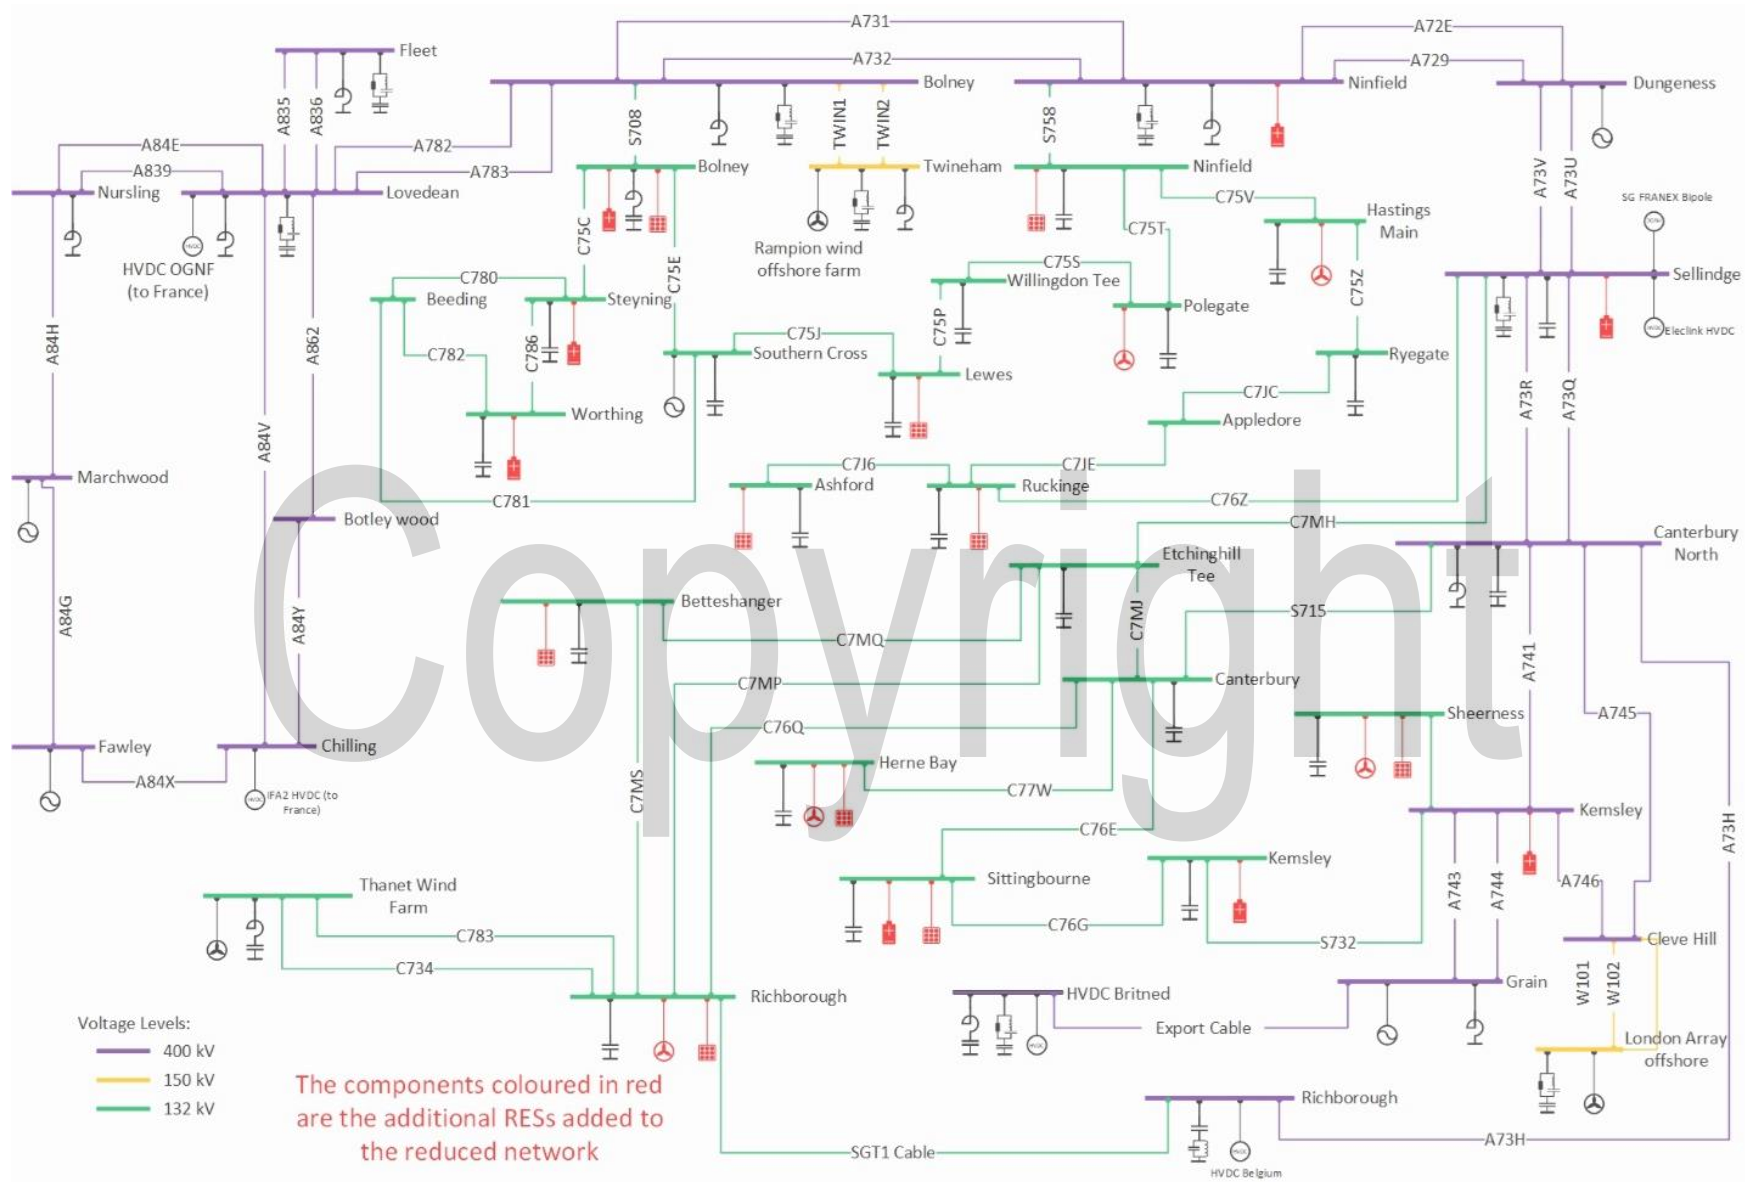 A731
A72E
Fleet
A732
A729
Bolney
Ninfield
Dungeness
A835
A836
S708
TWIN1
TWIN2
S758
A84E
A782
A839
A783
Nursling
Lovedean
Bolney
Twineham
Ninfield
A73V
A73U
SG FRANEX Bipole
C75V
Hastings
Main
C75C
C75T
Rampion wind
offshore farm
HVDC
HVDC OGNF
(to France)
C75E
C780
C75S
Willingdon Tee
C75Z
Sellindge
Beeding
Steyning
Polegate
HVDC
Eleclink HVDC
A84H
A862
C782
C786
C75J
C75P
Southern Cross
Ryegate
Lewes
C7JC
A73R
A73Q
Worthing
Appledore
A84V
Marchwood
C7J6
C7JE
Ashford
Ruckinge
C781
C76Z
Botley wood
C7MH
Canterbury
North
Etchinghill
Tee
Copyright
A84G
A84Y
Betteshanger
C7MJ
S715
C7MQ
A741
C7MP
Canterbury
C76Q
Sheerness
A745
Fawley
Chilling
Herne Bay
A84X
HVDC
IFA2 HVDC (to
France)
C7MS
C77W
Kemsley
C76E
A73H
Kemsley
Thanet Wind
Farm
Sittingbourne
A743
A744
A746
C76G
C783
S732
Cleve Hill
C734
W101
W102
Richborough
HVDC Britned
Grain
Voltage Levels:
Export Cable
HVDC
London Array
offshore
400 kV
150 kV
132 kV
The components coloured in red
are the additional RESs added to
the reduced network
Richborough
A73H
SGT1 Cable
HVDC
HVDC Belgium